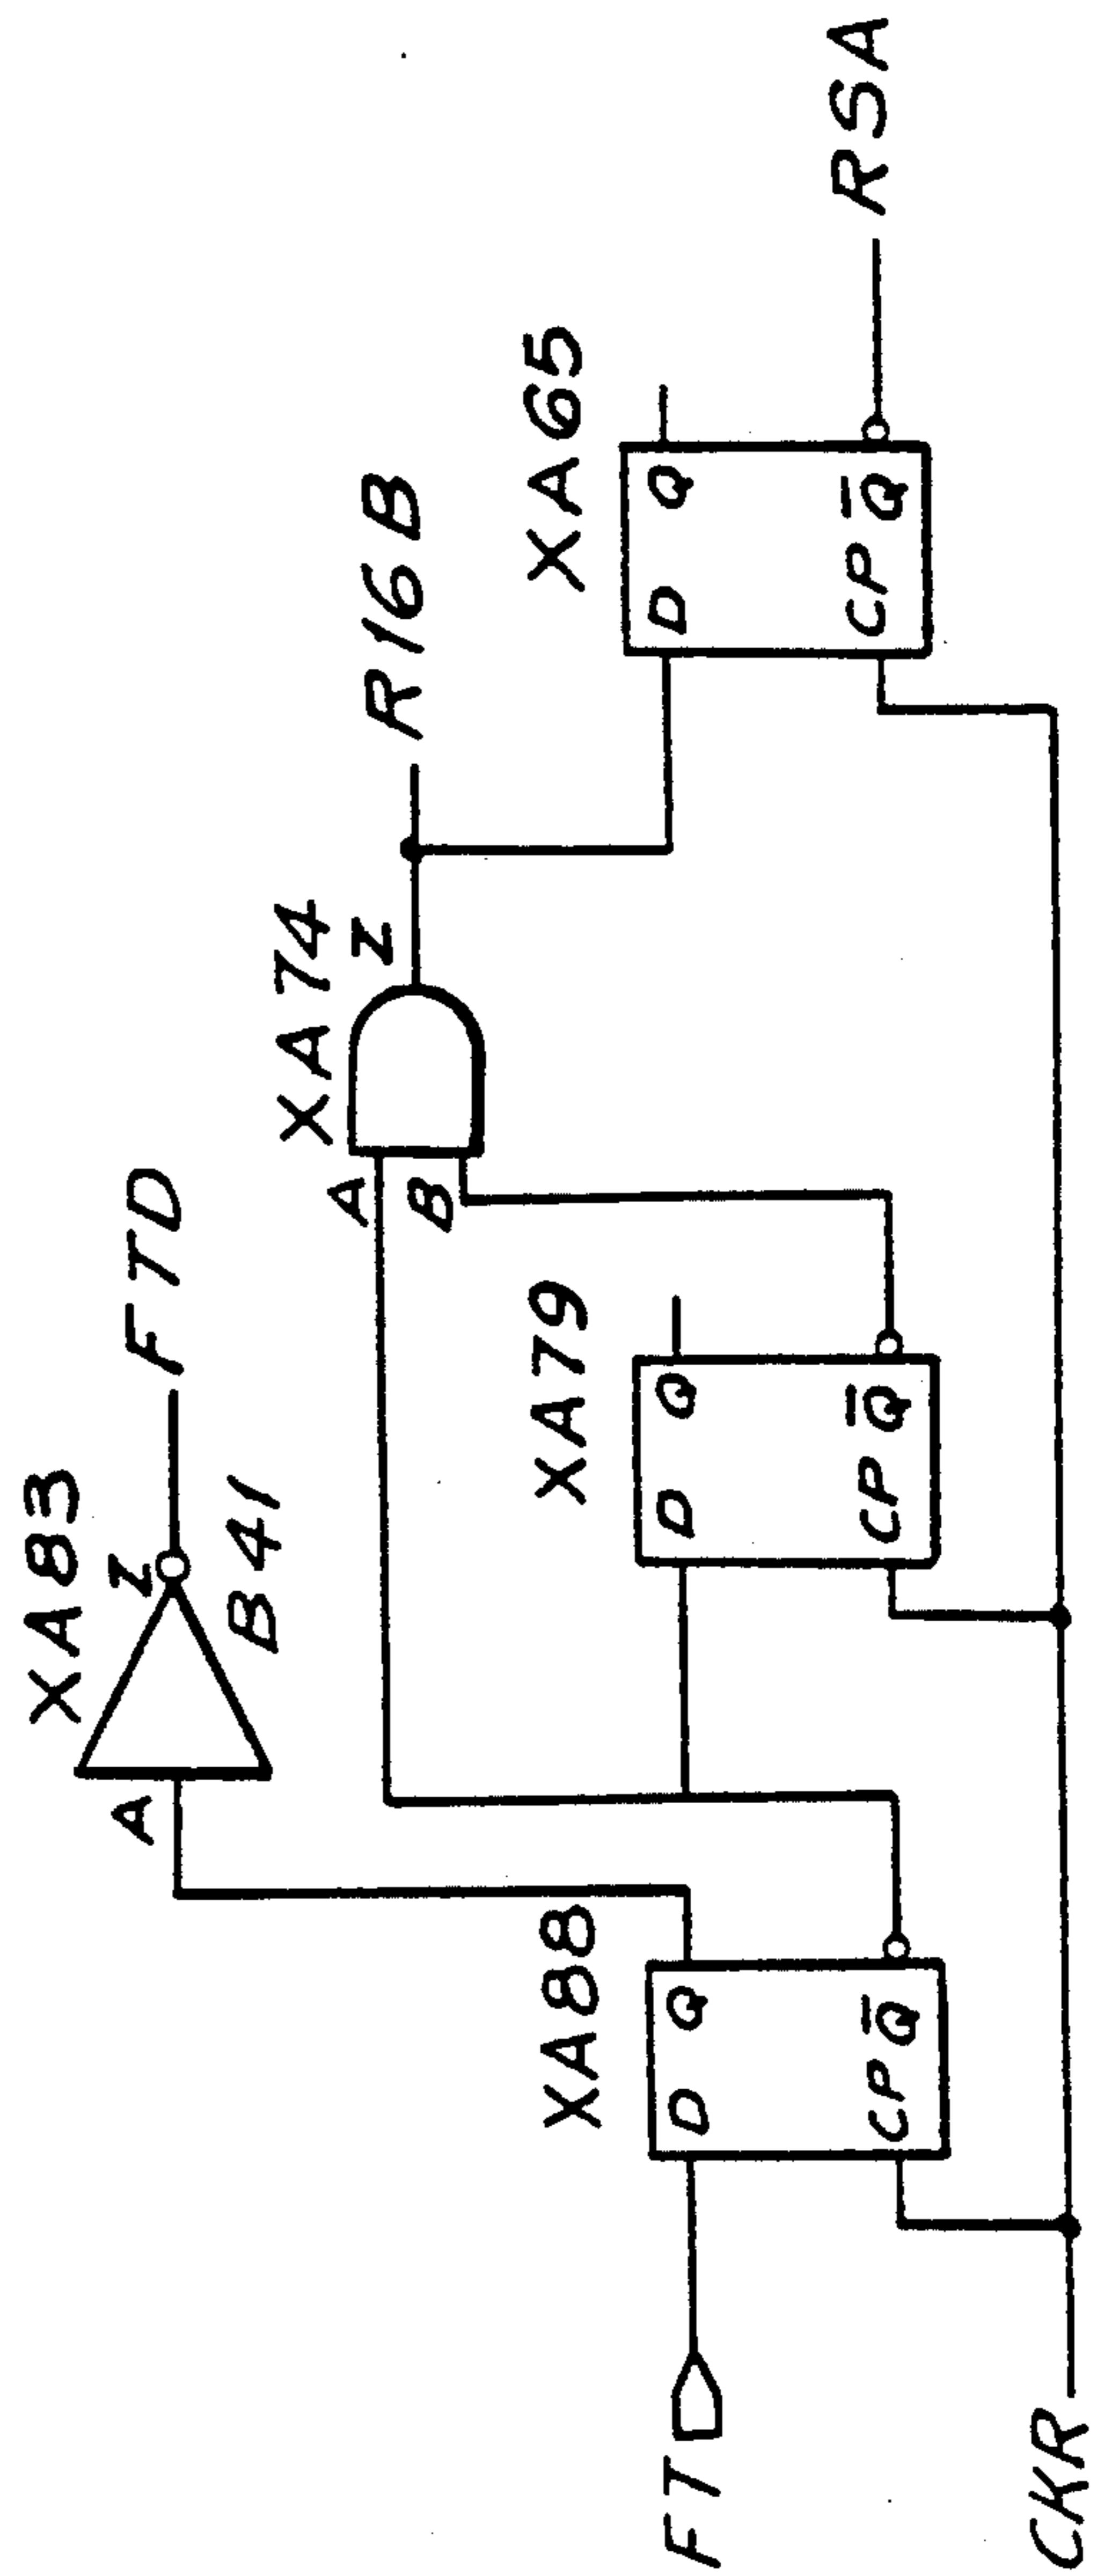 XA83
A
Z
B41
FTD
XA74
A
B
Z
R16B
XA88
D
Q
CP
Q̅
XA79
D
Q
CP
Q̅
XA65
D
Q
CP
Q̅
FT
CKR
RSA